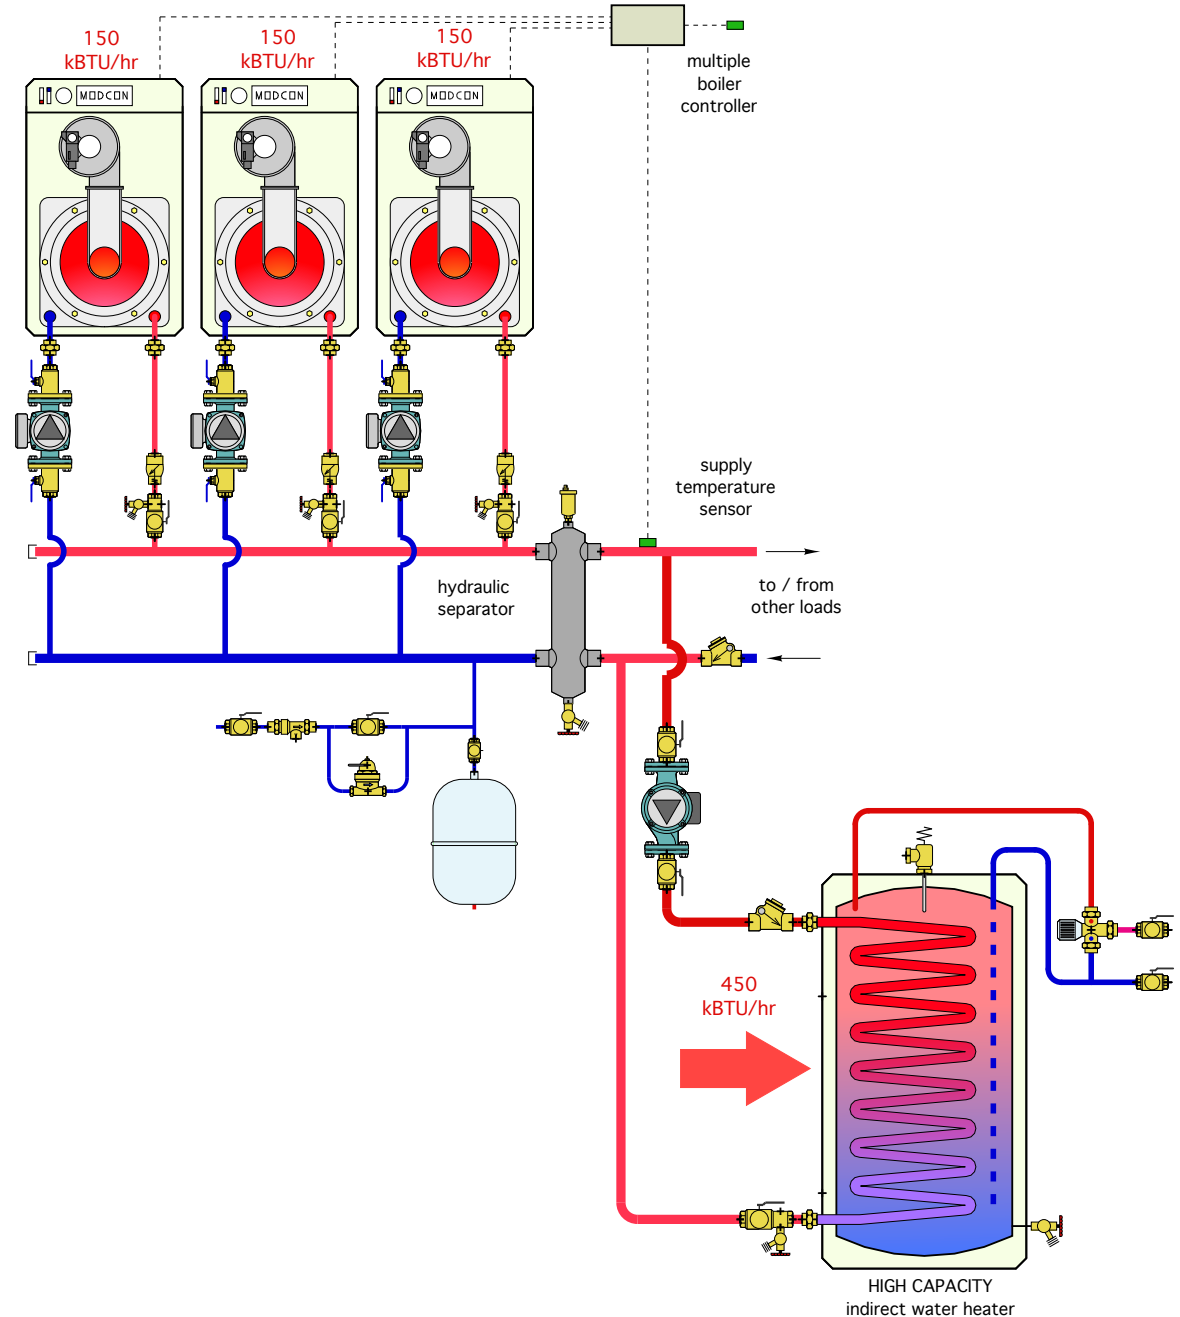 150
kBTU/hr
150
kBTU/hr
150
kBTU/hr
MODCON
MODCON
MODCON
multiple
boiler
controller
supply
temperature
sensor
hydraulic
separator
to / from
other loads
450
kBTU/hr
HIGH CAPACITY
indirect water heater